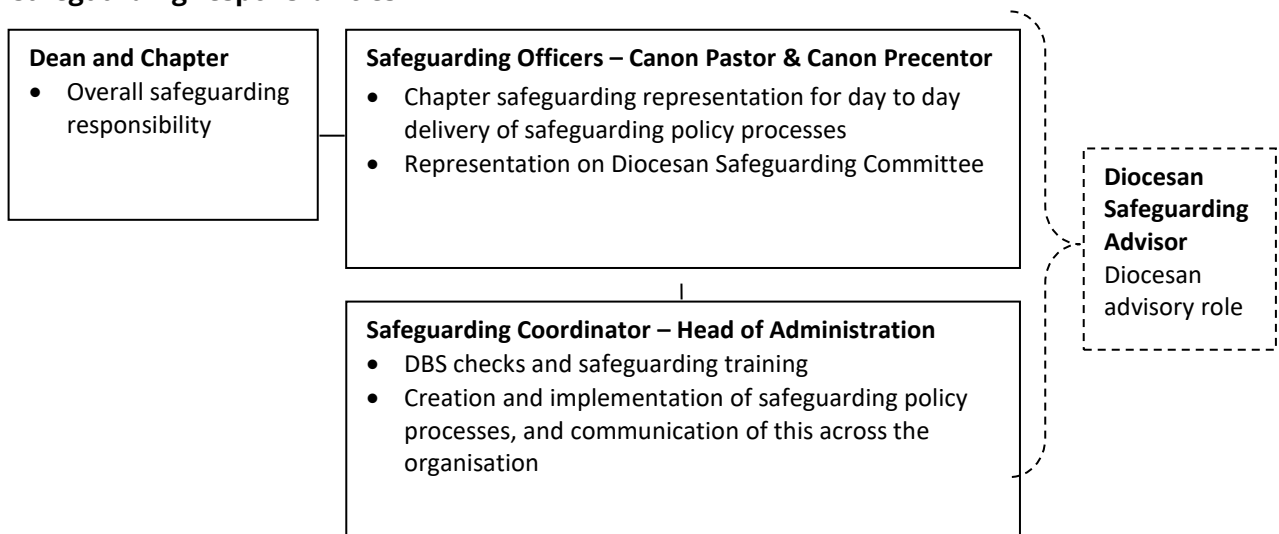 Dean and Chapter
• Overall safeguarding
responsibility
Safeguarding Officers – Canon Pastor & Canon Precentor
• Chapter safeguarding representation for day to day
delivery of safeguarding policy processes
• Representation on Diocesan Safeguarding Committee
Safeguarding Coordinator – Head of Administration
• DBS checks and safeguarding training
• Creation and implementation of safeguarding policy
processes, and communication of this across the
organisation
Diocesan
Safeguarding
Advisor
Diocesan
advisory role